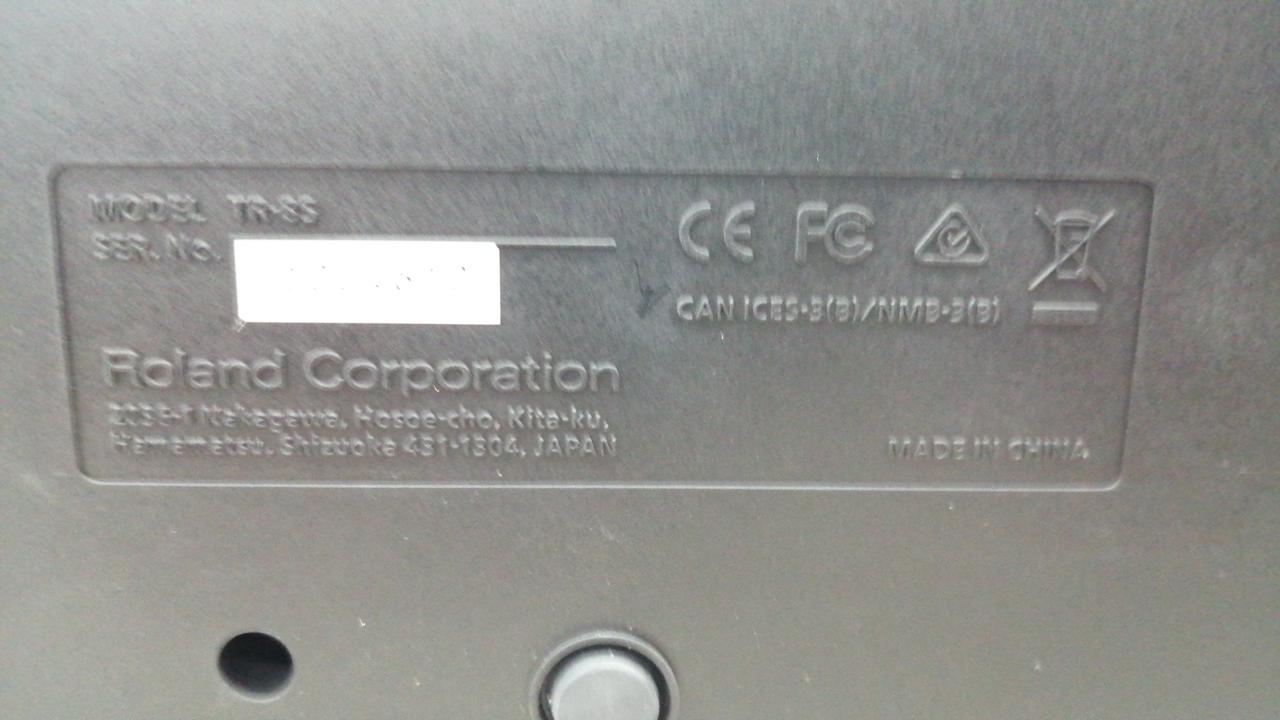 MODEL TR-8S
SER. No.
CE FC
CAN ICES-3(B)/NMB-3(B)
Roland Corporation
2036-1 Nakagawa, Hosoe-cho, Kita-ku,
Hamamatsu, Shizuoka 431-1304, JAPAN
MADE IN CHINA